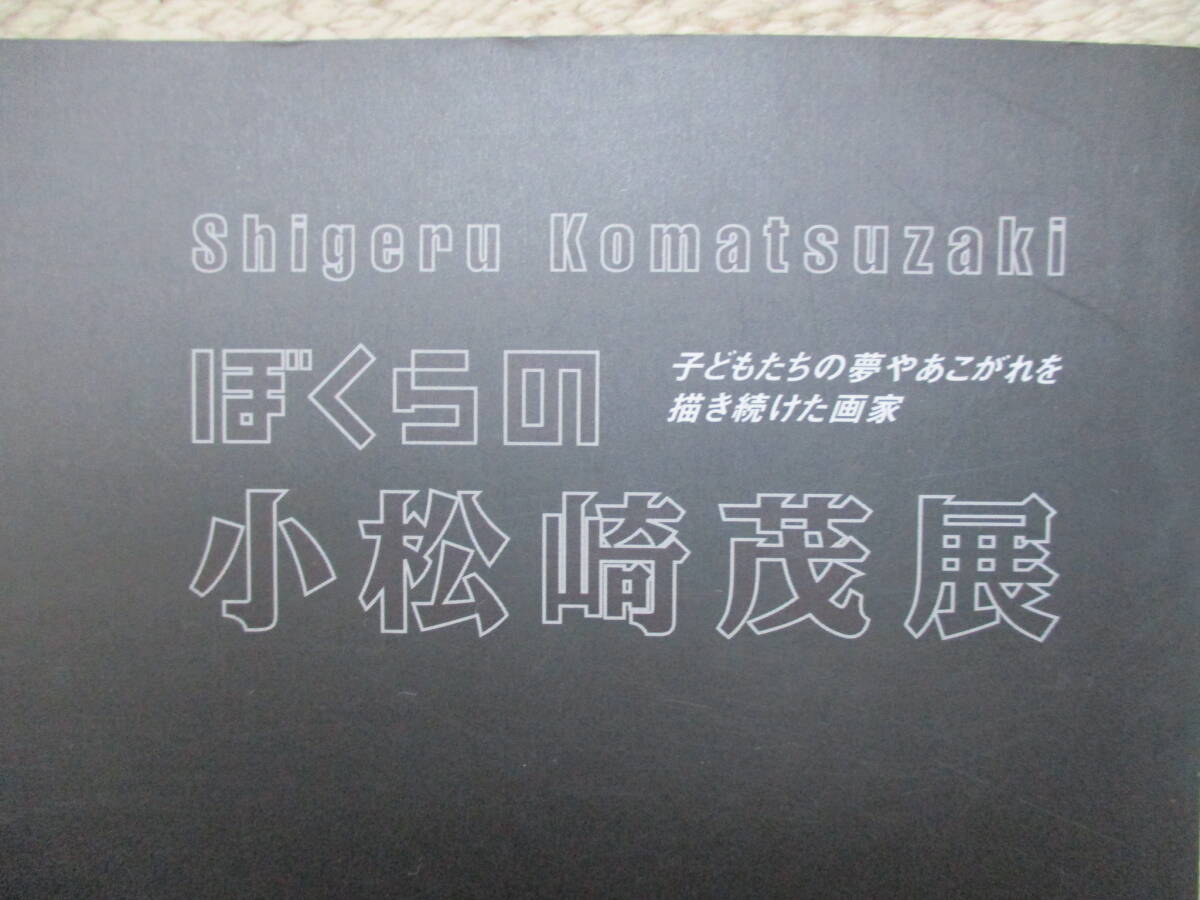 Shigeru Komatsuzaki
ぼくらの
子どもたちの夢やあこがれを
描き続けた画家
小松崎茂展